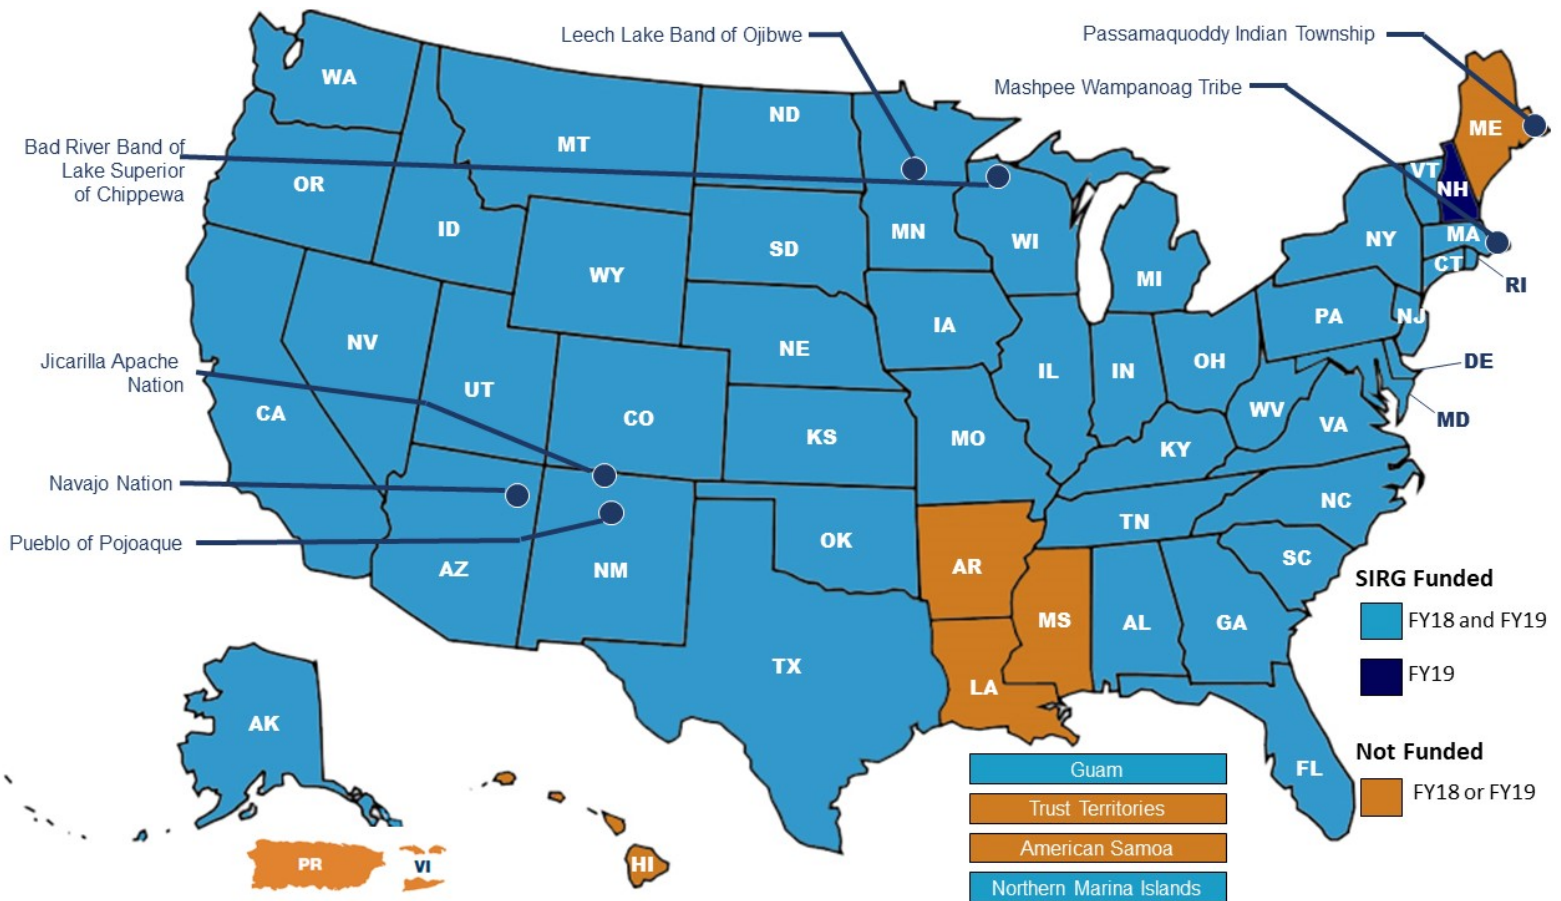 Leech Lake Band of Ojibwe
Passamaquoddy Indian Township
Mashpee Wampanoag Tribe
Bad River Band of
Lake Superior
of Chippewa
Jicarilla Apache
Nation
Navajo Nation
Pueblo of Pojoaque
WA
OR
MT
ID
ND
SD
WY
MN
WI
MI
NY
VT
NH
ME
MA
CT
RI
NV
UT
CA
CO
NE
IA
IL
IN
OH
PA
NJ
DE
MD
WV
VA
KS
MO
KY
NC
TN
SC
AZ
NM
OK
AR
MS
AL
GA
LA
TX
FL
AK
HI
PR
VI
SIRG Funded
FY18 and FY19
FY19
Not Funded
FY18 or FY19
Guam
Trust Territories
American Samoa
Northern Marina Islands